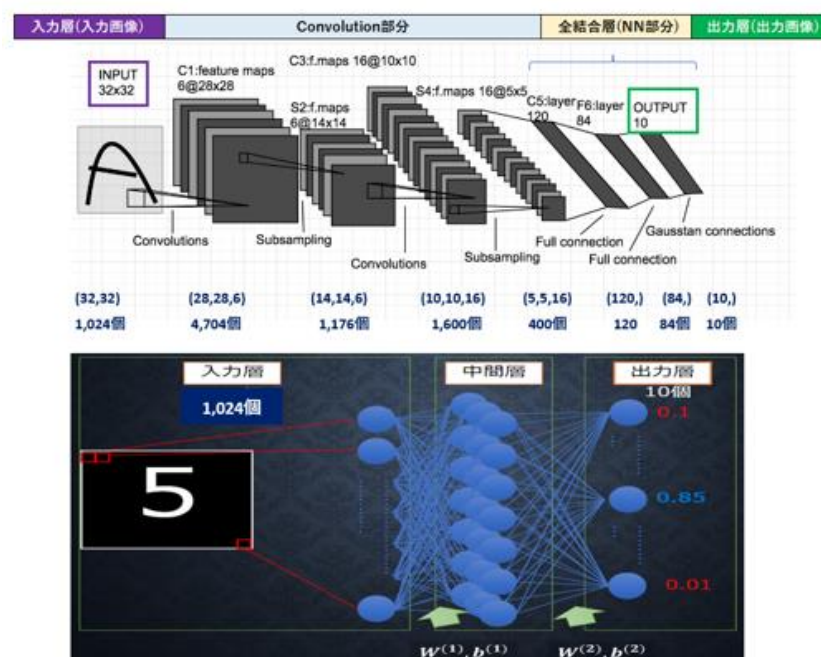 入力層(入力画像) Convolution部分 全結合層(NN部分) 出力層(出力画像)
INPUT
32x32
C1:feature maps
6@28x28
S2:f.maps
6@14x14
C3:f.maps 16@10x10
S4:f.maps 16@5x5
C5:layer
120
F6:layer
84
OUTPUT
10
Convolutions
Subsampling
Convolutions
Subsampling
Full connection
Full connection
Gausstan connections
(32,32) (28,28,6) (14,14,6) (10,10,16) (5,5,16) (120,) (84,) (10,)
1,024個 4,704個 1,176個 1,600個 400個 120 84個 10個
入力層 中間層 出力層
1,024個
10個
0.1
5
0.85
0.01
W⁽¹⁾, b⁽¹⁾ W⁽²⁾, b⁽²⁾